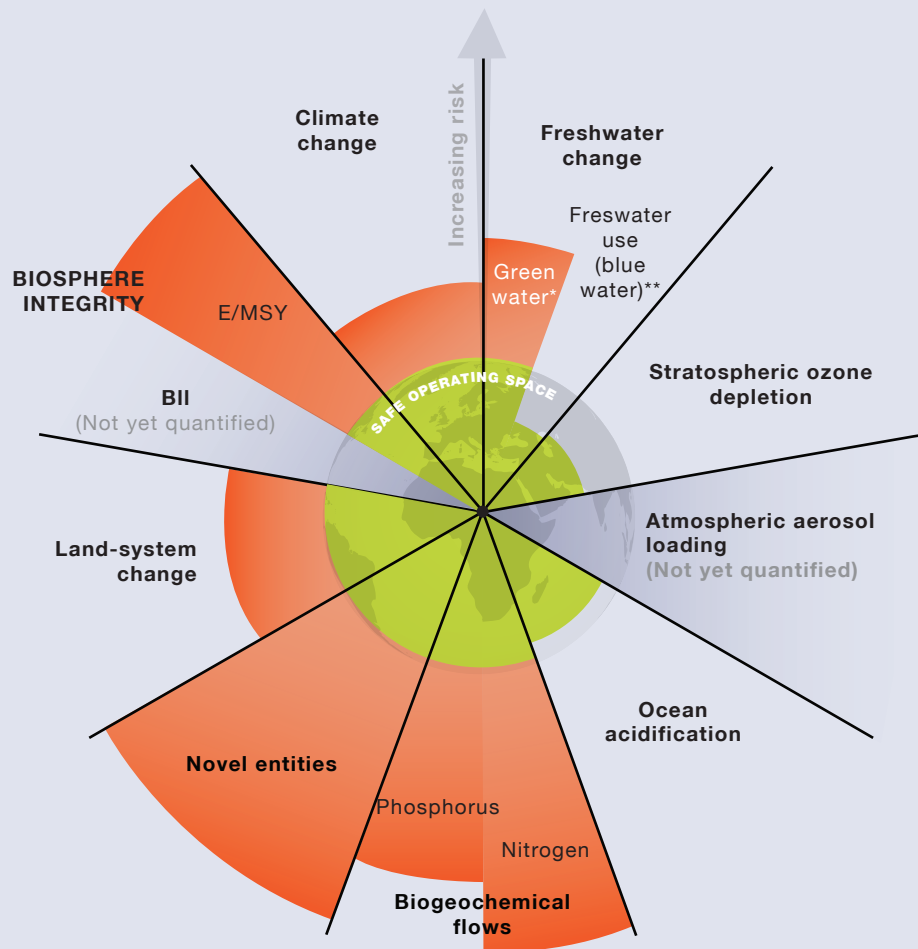 Increasing risk
Climate
change
Freshwater
change
Freswater
use
(blue
water)**
Green
water*
BIOSPHERE
INTEGRITY
E/MSY
SAFE OPERATING SPACE
Stratospheric ozone
depletion
BII
(Not yet quantified)
Atmospheric aerosol
loading
(Not yet quantified)
Land-system
change
Ocean
acidification
Novel entities
Phosphorus
Nitrogen
Biogeochemical
flows